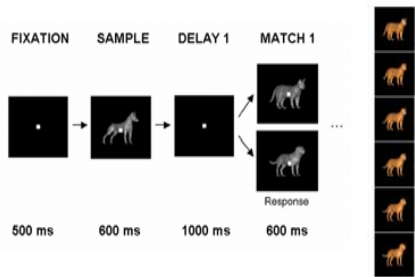 FIXATION SAMPLE DELAY 1 MATCH 1
...
Response
500 ms 600 ms 1000 ms 600 ms